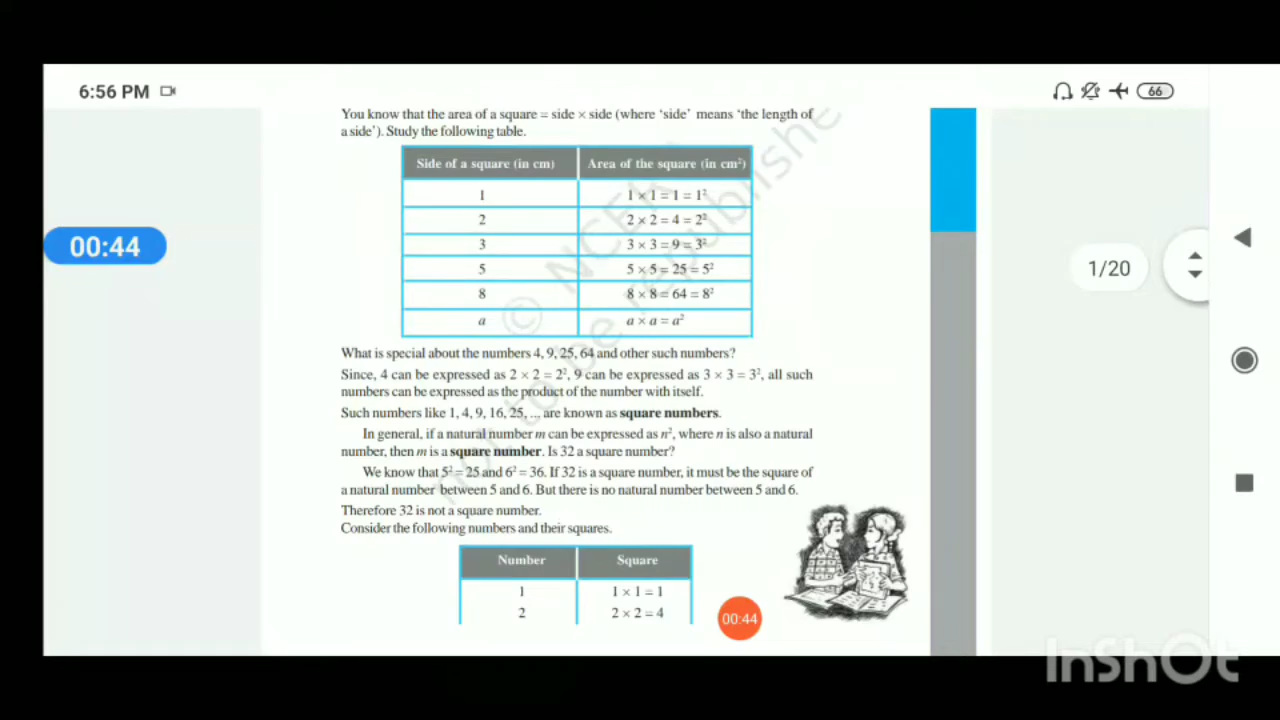 6:56 PM
66
You know that the area of a square = side × side (where ‘side’ means ‘the length of
a side’). Study the following table.
Side of a square (in cm) Area of the square (in cm²)
1 1 × 1 = 1 = 1²
2 2 × 2 = 4 = 2²
3 3 × 3 = 9 = 3²
5 5 × 5 = 25 = 5²
8 8 × 8 = 64 = 8²
a a × a = a²
00:44
1/20
What is special about the numbers 4, 9, 25, 64 and other such numbers?
Since, 4 can be expressed as 2 × 2 = 2², 9 can be expressed as 3 × 3 = 3², all such
numbers can be expressed as the product of the number with itself.
Such numbers like 1, 4, 9, 16, 25, ... are known as square numbers.
In general, if a natural number m can be expressed as n², where n is also a natural
number, then m is a square number. Is 32 a square number?
We know that 5² = 25 and 6² = 36. If 32 is a square number, it must be the square of
a natural number between 5 and 6. But there is no natural number between 5 and 6.
Therefore 32 is not a square number.
Consider the following numbers and their squares.
Number Square
1 1 × 1 = 1
2 2 × 2 = 4
00:44
© NCERT
not to be republishe
InShOt